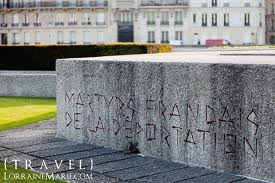 MARTYRS FRANÇAIS
DE LA DÉPORTATION
{TRAVEL}
LORRAINEMARIE.COM